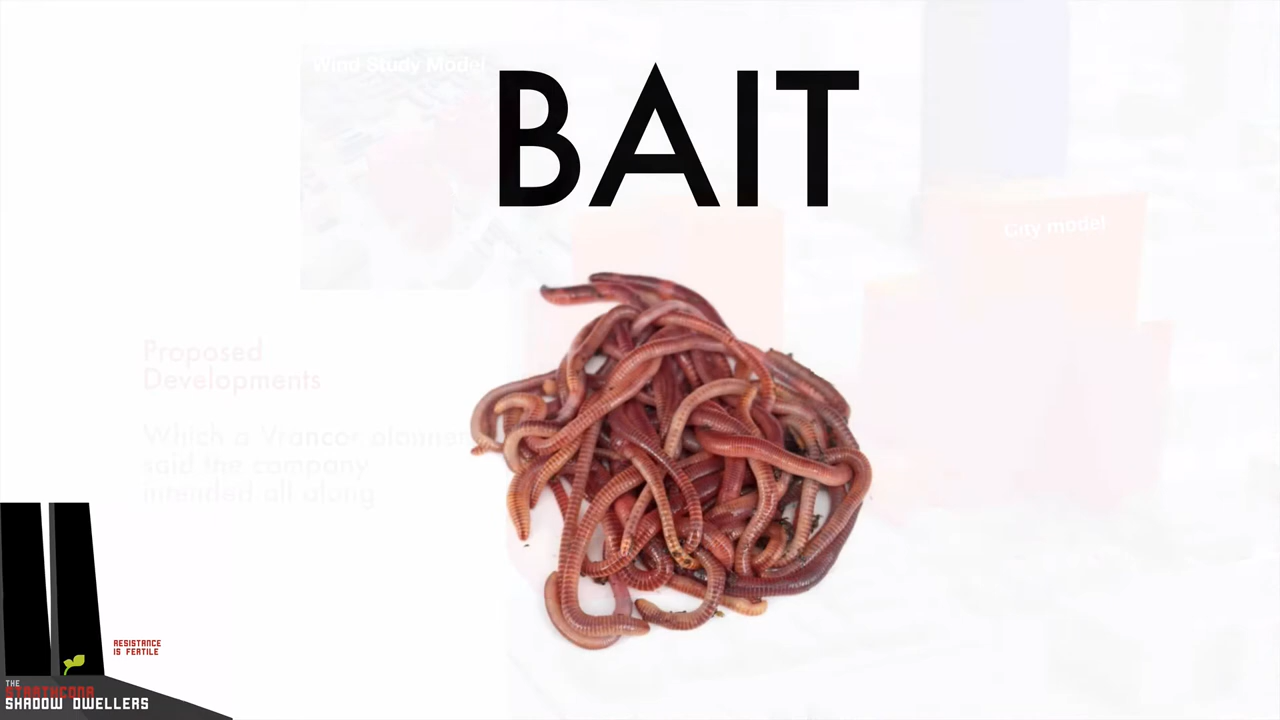 BAIT
Wind Study Model
City model
Proposed
Developments
Which a Vrancor planner
said the company
intended all along
RESISTANCE
IS FERTILE
THE
STRATHCONA
SHADOW DWELLERS